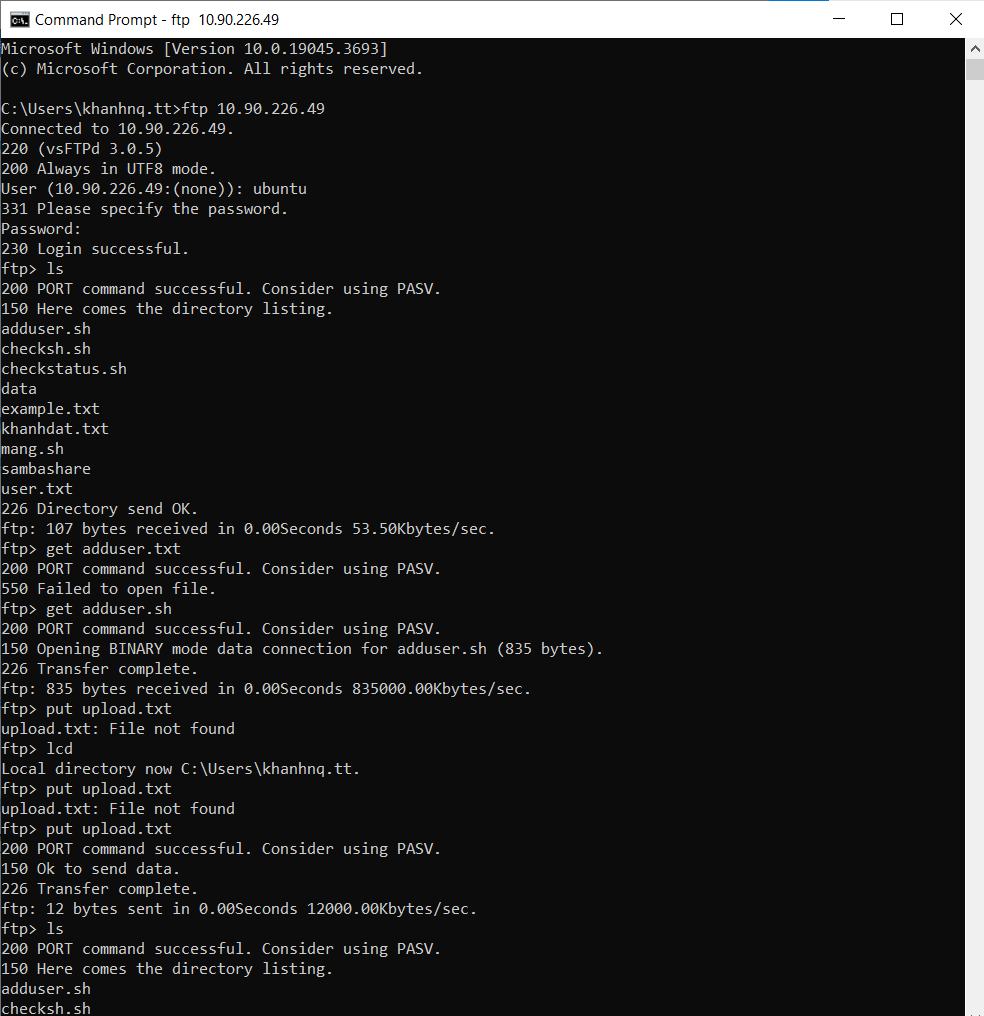 Command Prompt - ftp  10.90.226.49
Microsoft Windows [Version 10.0.19045.3693]
(c) Microsoft Corporation. All rights reserved.
C:\Users\khanhnq.tt>ftp 10.90.226.49
Connected to 10.90.226.49.
220 (vsFTPd 3.0.5)
200 Always in UTF8 mode.
User (10.90.226.49:(none)): ubuntu
331 Please specify the password.
Password:
230 Login successful.
ftp> ls
200 PORT command successful. Consider using PASV.
150 Here comes the directory listing.
adduser.sh
checksh.sh
checkstatus.sh
data
example.txt
khanhdat.txt
mang.sh
sambashare
user.txt
226 Directory send OK.
ftp: 107 bytes received in 0.00Seconds 53.50Kbytes/sec.
ftp> get adduser.txt
200 PORT command successful. Consider using PASV.
550 Failed to open file.
ftp> get adduser.sh
200 PORT command successful. Consider using PASV.
150 Opening BINARY mode data connection for adduser.sh (835 bytes).
226 Transfer complete.
ftp: 835 bytes received in 0.00Seconds 835000.00Kbytes/sec.
ftp> put upload.txt
upload.txt: File not found
ftp> lcd
Local directory now C:\Users\khanhnq.tt.
ftp> put upload.txt
upload.txt: File not found
ftp> put upload.txt
200 PORT command successful. Consider using PASV.
150 Ok to send data.
226 Transfer complete.
ftp: 12 bytes sent in 0.00Seconds 12000.00Kbytes/sec.
ftp> ls
200 PORT command successful. Consider using PASV.
150 Here comes the directory listing.
adduser.sh
checksh.sh